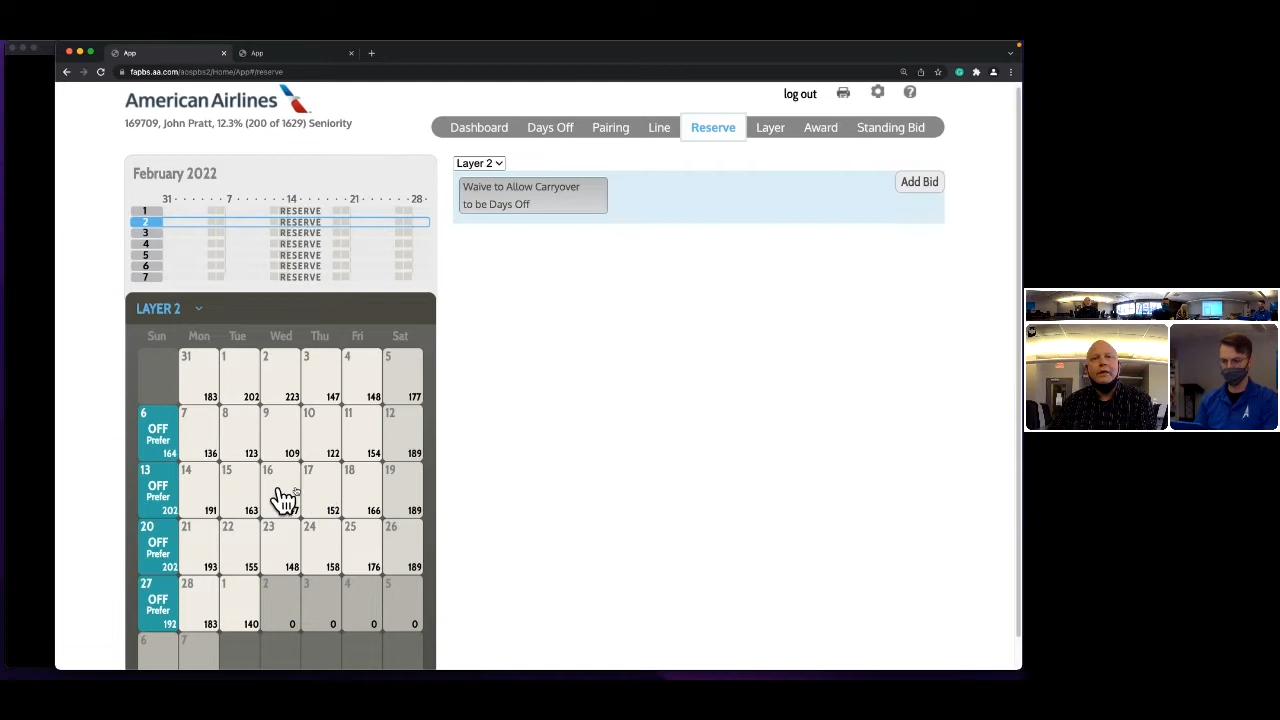 App
App
fapbs.aa.com/aospbs2/Home/App#/reserve
American Airlines
log out
169709, John Pratt, 12.3% (200 of 1629) Seniority
Dashboard Days Off Pairing Line Reserve Layer Award Standing Bid
February 2022
31 7 14 21 28
1 RESERVE
2 RESERVE
3 RESERVE
4 RESERVE
5 RESERVE
6 RESERVE
7 RESERVE
Layer 2
Waive to Allow Carryover
to be Days Off
Add Bid
LAYER 2
Sun Mon Tue Wed Thu Fri Sat
31 1 2 3 4 5
183 202 223 147 148 177
6 7 8 9 10 11 12
OFF
Prefer
164 136 123 109 122 154 189
13 14 15 16 17 18 19
OFF
Prefer
202 191 163 152 166 189
20 21 22 23 24 25 26
OFF
Prefer
202 193 155 148 158 176 189
27 28 1 2 3 4 5
OFF
Prefer
192 183 140 0 0 0 0
6 7